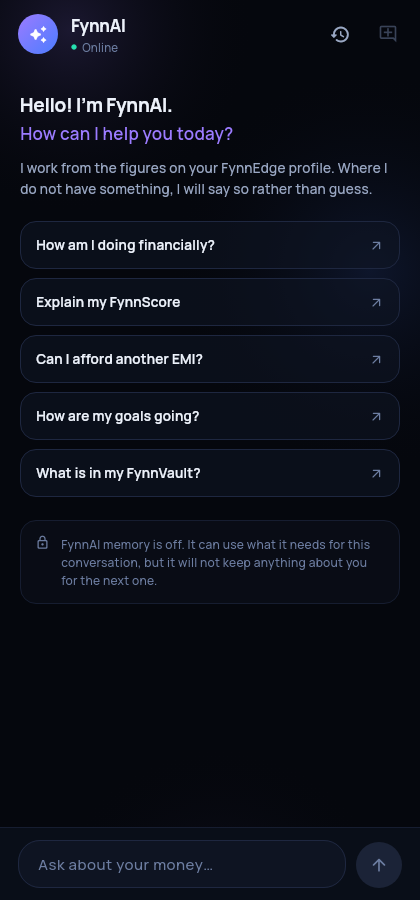 FynnAI
Online
Hello! I'm FynnAI.
How can I help you today?
I work from the figures on your FynnEdge profile. Where I
do not have something, I will say so rather than guess.
How am I doing financially?
Explain my FynnScore
Can I afford another EMI?
How are my goals going?
What is in my FynnVault?
FynnAI memory is off. It can use what it needs for this
conversation, but it will not keep anything about you
for the next one.
Ask about your money…